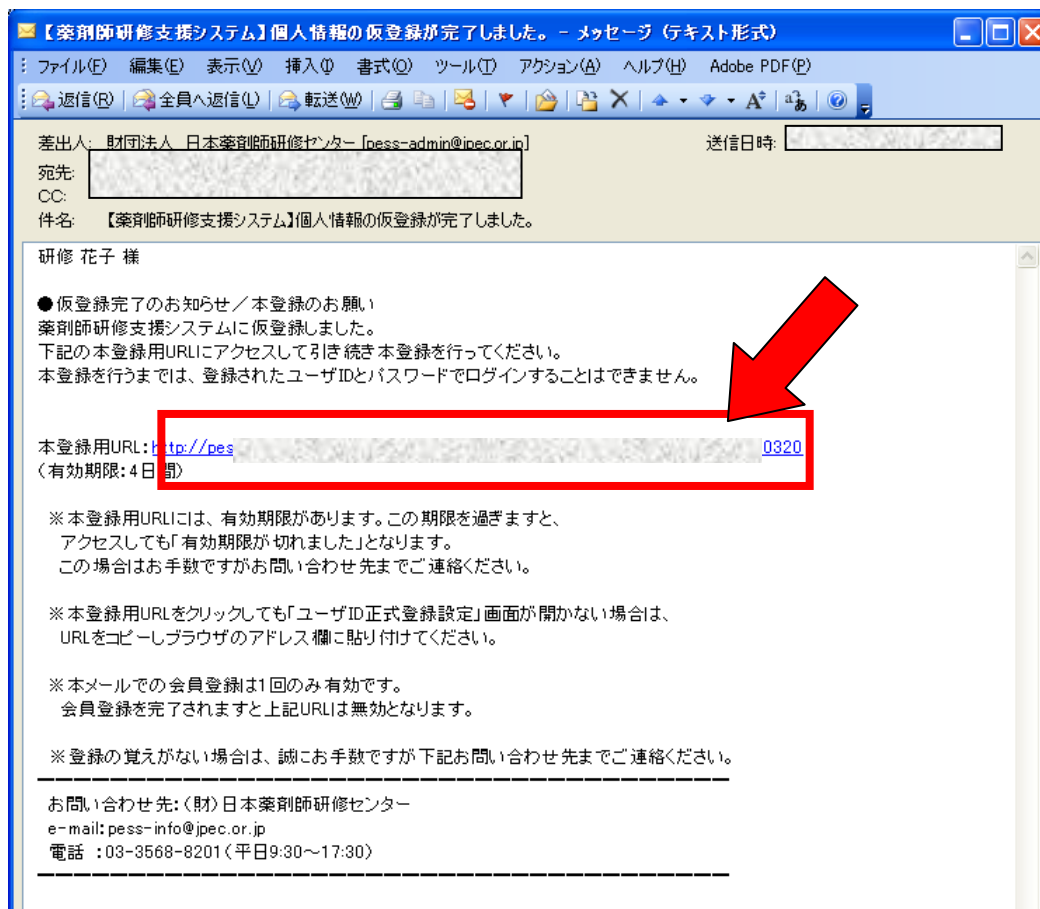 【薬剤師研修支援システム】個人情報の仮登録が完了しました。 - メッセージ (テキスト形式)
ファイル(F) 編集(E) 表示(V) 挿入(I) 書式(O) ツール(T) アクション(A) ヘルプ(H) Adobe PDF(P)
返信(R) 全員へ返信(L) 転送(W)
差出人: 財団法人 日本薬剤師研修センター [pess-admin@jpec.or.jp] 送信日時:
宛先:
CC:
件名: 【薬剤師研修支援システム】個人情報の仮登録が完了しました。
研修 花子 様
●仮登録完了のお知らせ／本登録のお願い
薬剤師研修支援システムに仮登録しました。
下記の本登録用URLにアクセスして引き続き本登録を行ってください。
本登録を行うまでは、登録されたユーザIDとパスワードでログインすることはできません。
本登録用URL:http://pes 0320
(有効期限:4日間)
※本登録用URLには、有効期限があります。この期限を過ぎますと、
アクセスしても「有効期限が切れました」となります。
この場合はお手数ですがお問い合わせ先までご連絡ください。
※本登録用URLをクリックしても「ユーザID正式登録設定」画面が開かない場合は、
URLをコピーしブラウザのアドレス欄に貼り付けてください。
※本メールでの会員登録は1回のみ有効です。
会員登録を完了されますと上記URLは無効となります。
※登録の覚えがない場合は、誠にお手数ですが下記お問い合わせ先までご連絡ください。
お問い合わせ先:(財)日本薬剤師研修センター
e-mail:pess-info@jpec.or.jp
電話 :03-3568-8201(平日9:30～17:30)